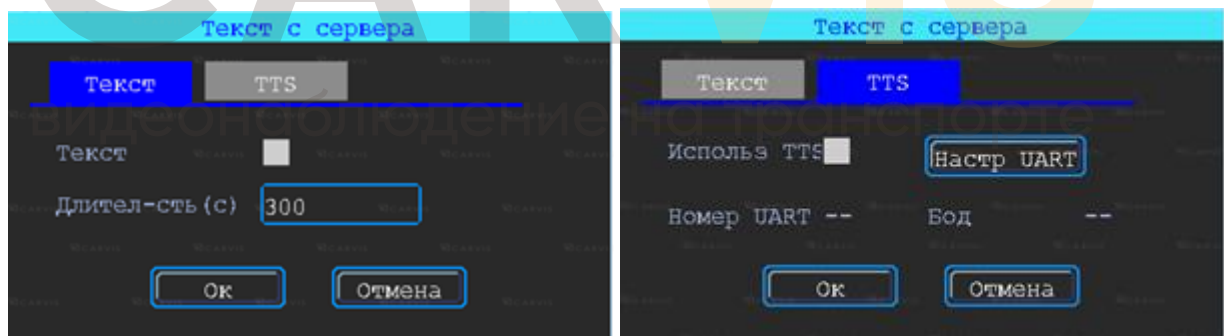 Текст с сервера
Текст TTS
Текст
Длител-сть(с) 300
Ок Отмена
Текст с сервера
Текст TTS
Использ TTS Настр UART
Номер UART -- Бод --
Ок Отмена
видеонаблюдение на транспорте